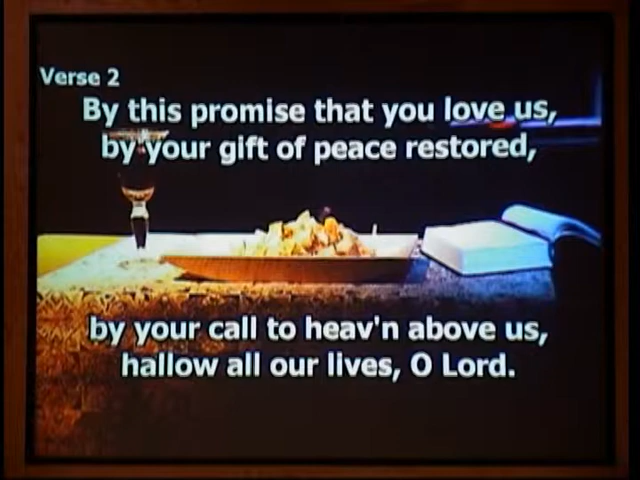 Verse 2
By this promise that you love us,
by your gift of peace restored,
by your call to heav'n above us,
hallow all our lives, O Lord.